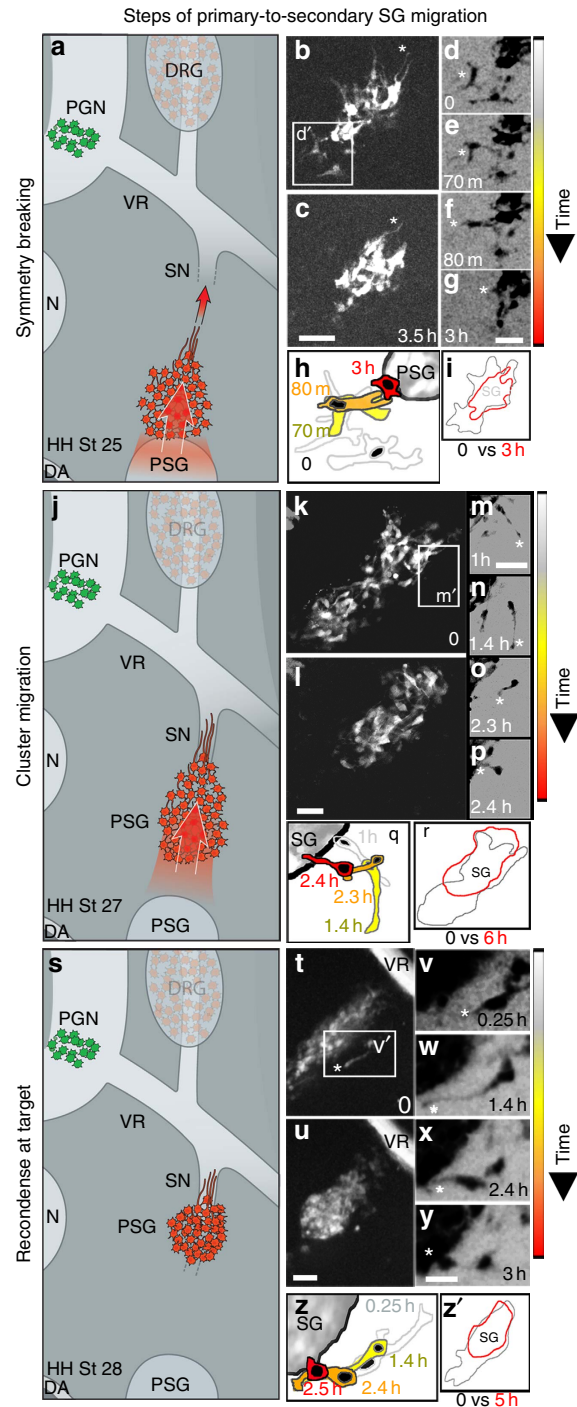 Steps of primary-to-secondary SG migration
Symmetry breaking
a
DRG
PGN
VR
SN
N
HH St 25
DA
PSG
b
*
d′
c
*
3.5 h
d
*
0
e
*
70 m
f
*
80 m
g
*
3 h
Time
h
3 h
PSG
80 m
70 m
0
i
SG
0 vs 3 h
Cluster migration
j
DRG
PGN
VR
SN
N
PSG
HH St 27
DA
PSG
k
m′
0
l
m
1h
*
n
1.4 h
*
o
*
2.3 h
p
*
2.4 h
Time
q
SG
1h
2.4 h
2.3 h
1.4 h
r
SG
0 vs 6 h
Recondense at target
s
DRG
PGN
VR
SN
N
PSG
HH St 28
DA
PSG
t
VR
v′
*
0
u
VR
v
*
0.25 h
w
*
1.4 h
x
*
2.4 h
y
*
3 h
Time
z
SG
0.25 h
1.4 h
2.5 h
2.4 h
z′
SG
0 vs 5 h